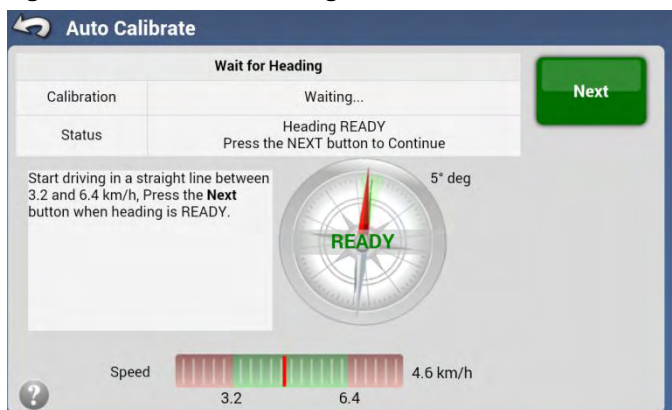 Auto Calibrate
Wait for Heading
Calibration Waiting...
Next
Status Heading READY
Press the NEXT button to Continue
Start driving in a straight line between
3.2 and 6.4 km/h, Press the Next
button when heading is READY.
5° deg
READY
Speed 4.6 km/h
3.2 6.4
?